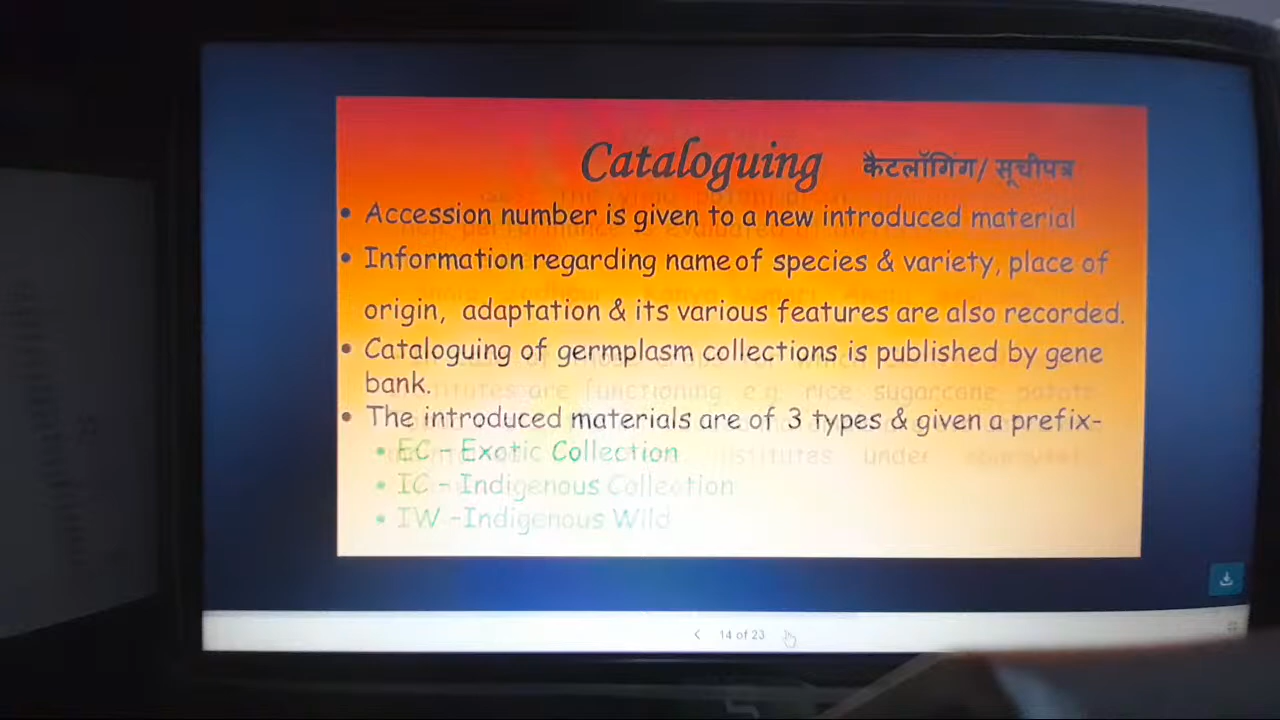 Cataloguing कैटलॉगिंग/ सूचीपत्र
• Accession number is given to a new introduced material
• Information regarding name of species & variety, place of
origin, adaptation & its various features are also recorded.
• Cataloguing of germplasm collections is published by gene
bank.
• The introduced materials are of 3 types & given a prefix-
• EC - Exotic Collection
• IC - Indigenous Collection
• IW -Indigenous Wild
14 of 23